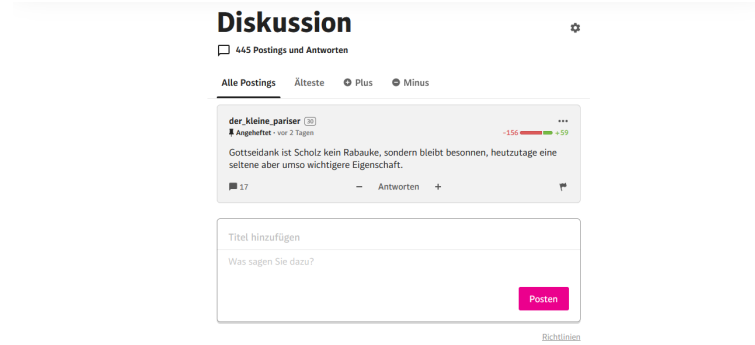 Diskussion
445 Postings und Antworten
Alle Postings Älteste Plus Minus
der_kleine_pariser 30
Angeheftet · vor 2 Tagen -156 +59
Gottseidank ist Scholz kein Rabauke, sondern bleibt besonnen, heutzutage eine
seltene aber umso wichtigere Eigenschaft.
17 − Antworten +
Titel hinzufügen
Was sagen Sie dazu?
Posten
Richtlinien